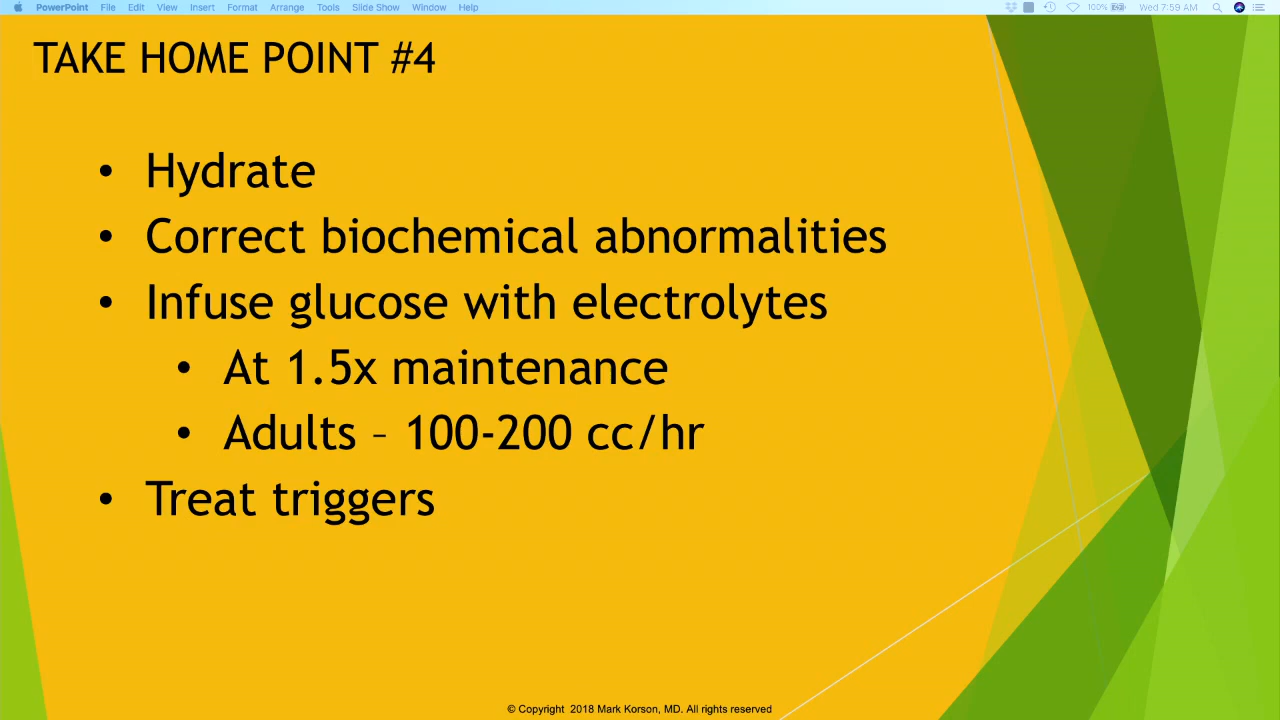 PowerPoint File Edit View Insert Format Arrange Tools Slide Show Window Help 100% Wed 7:59 AM
TAKE HOME POINT #4
• Hydrate
• Correct biochemical abnormalities
• Infuse glucose with electrolytes
• At 1.5x maintenance
• Adults – 100-200 cc/hr
• Treat triggers
© Copyright 2018 Mark Korson, MD. All rights reserved